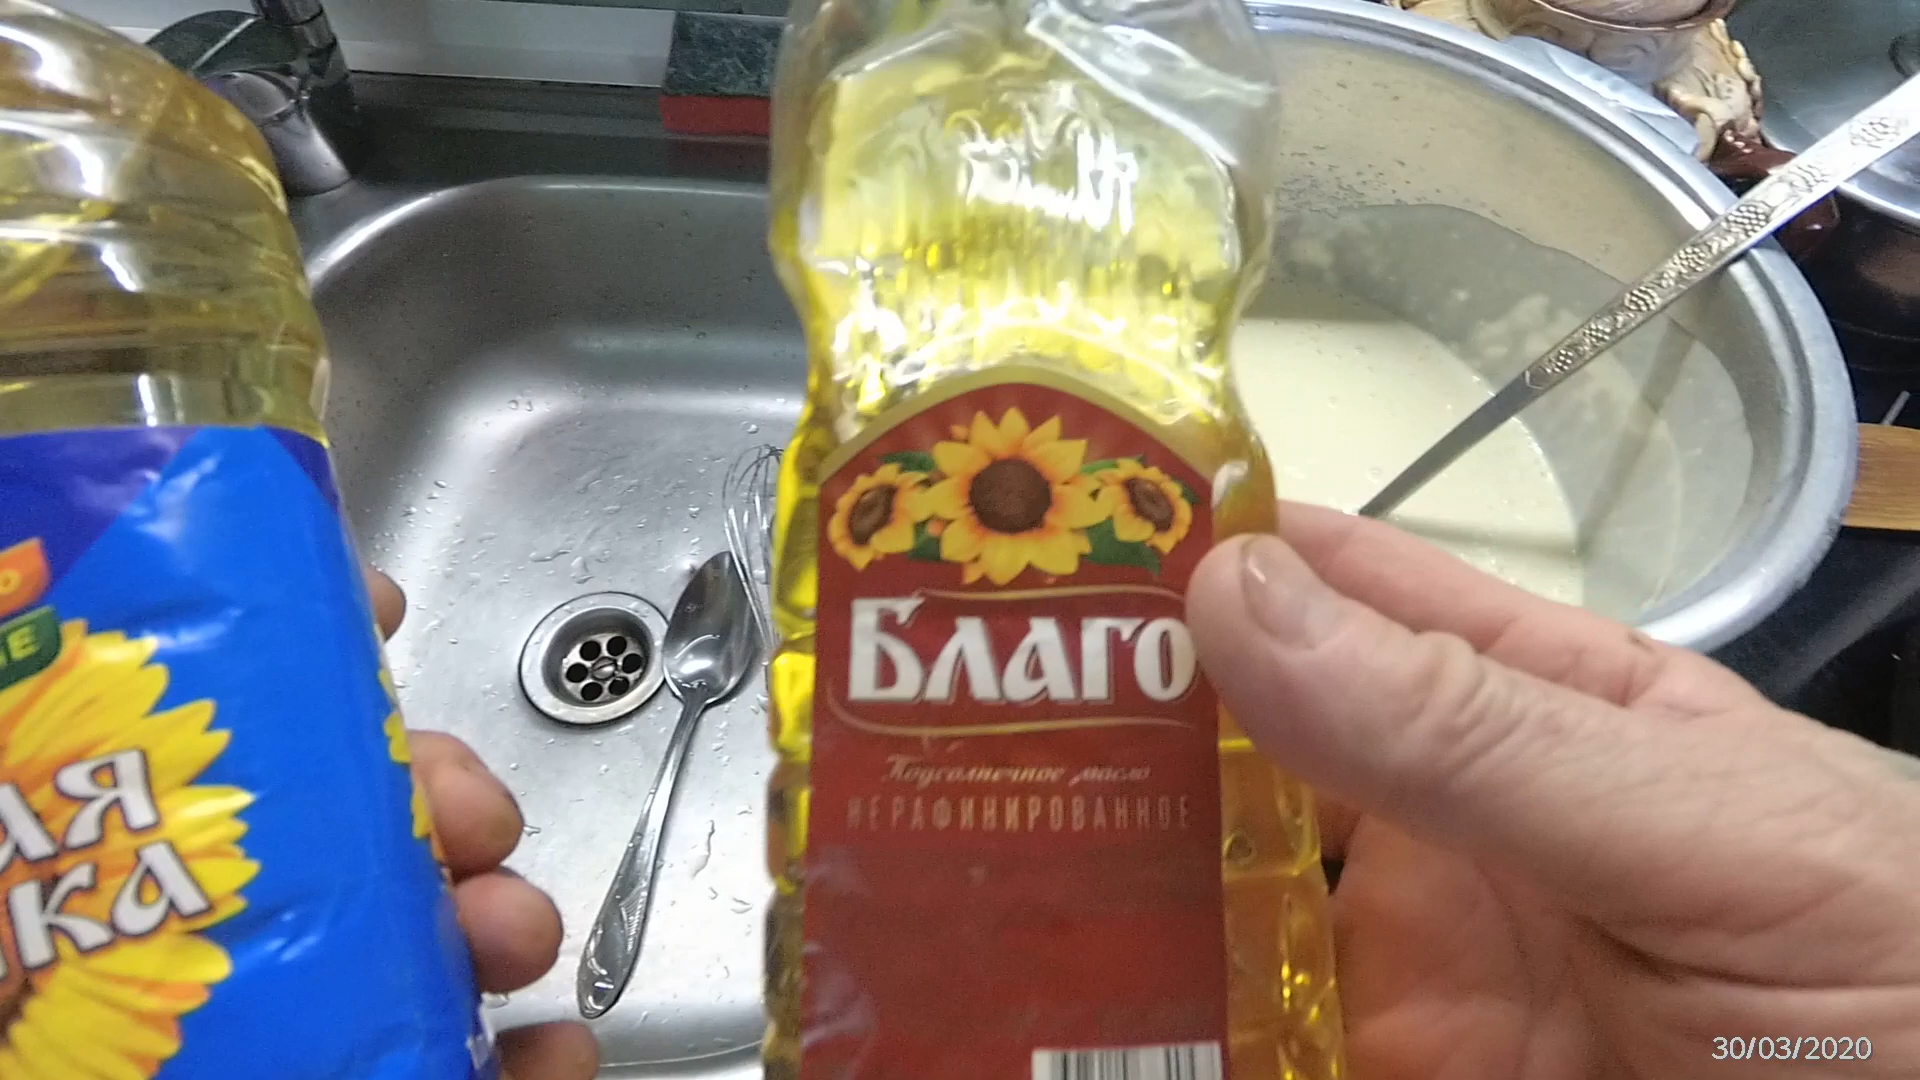 Благо
Подсолнечное масло
НЕРАФИНИРОВАННОЕ
ая
ка
30/03/2020